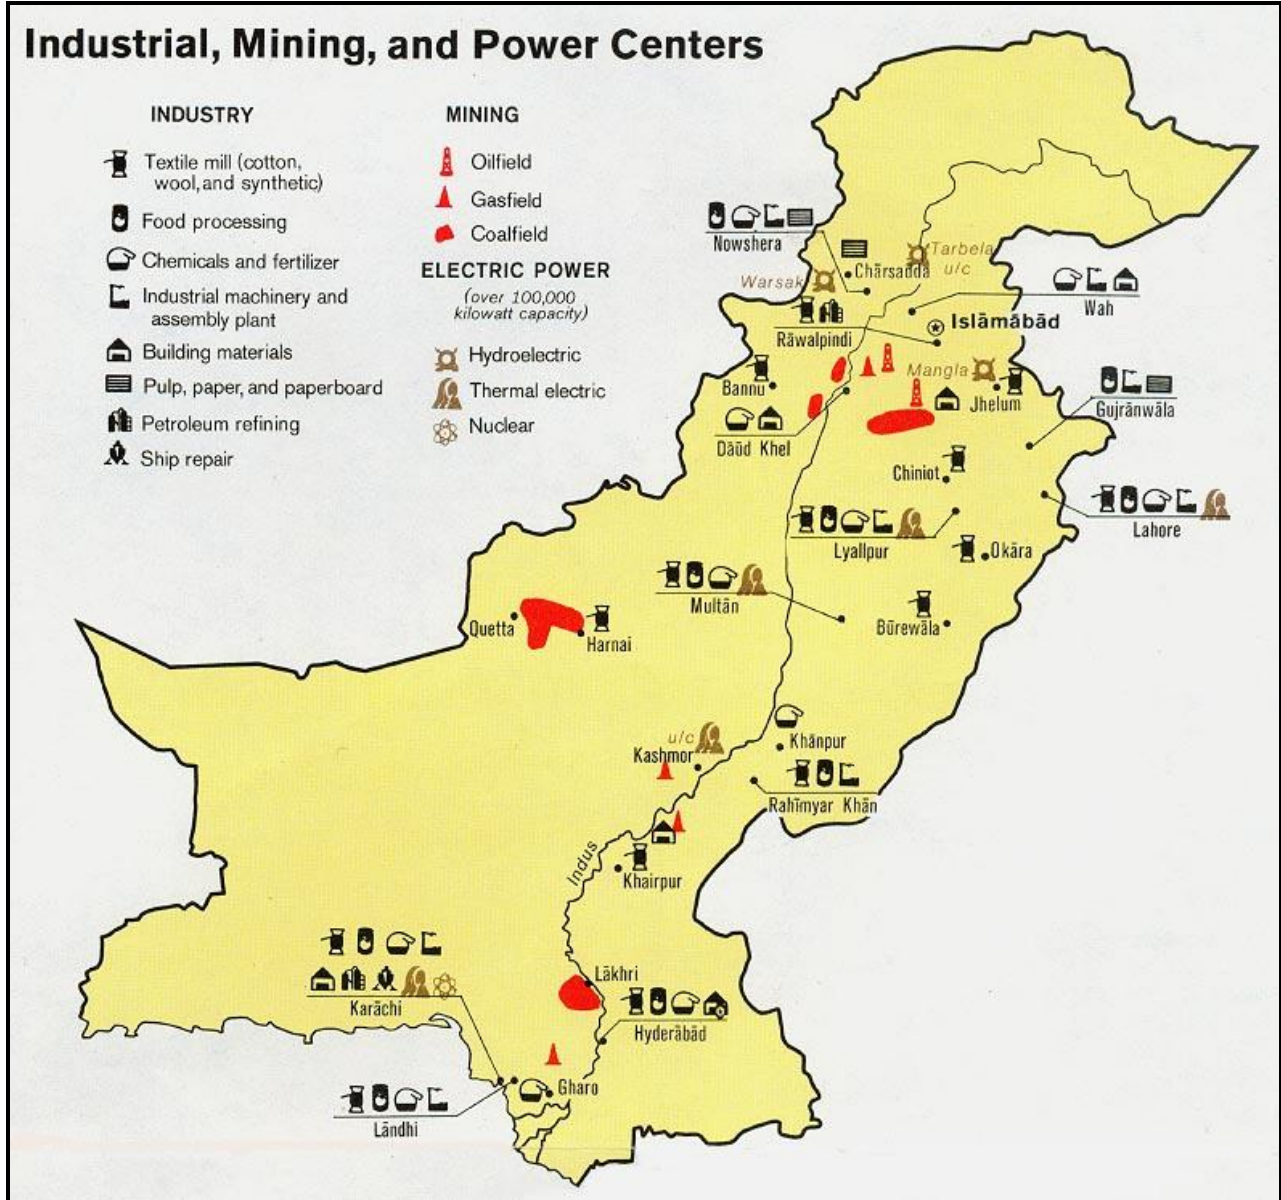 Industrial, Mining, and Power Centers
INDUSTRY
Textile mill (cotton,
wool, and synthetic)
Food processing
Chemicals and fertilizer
Industrial machinery and
assembly plant
Building materials
Pulp, paper, and paperboard
Petroleum refining
Ship repair
MINING
Oilfield
Gasfield
Coalfield
ELECTRIC POWER
(over 100,000
kilowatt capacity)
Hydroelectric
Thermal electric
Nuclear
Nowshera
Chārsadda
Tarbela
u/c
Warsak
Wah
Islāmābād
Rāwalpindi
Bannu
Mangla
Jhelum
Gujrānwāla
Dāūd Khel
Chiniot
Lahore
Lyallpur
Okāra
Multān
Būrewāla
Quetta
Harnai
u/c
Kashmor
Khānpur
Rahīmyar Khān
Indus
Khairpur
Lākhri
Karāchi
Hyderābād
Gharo
Lāndhi